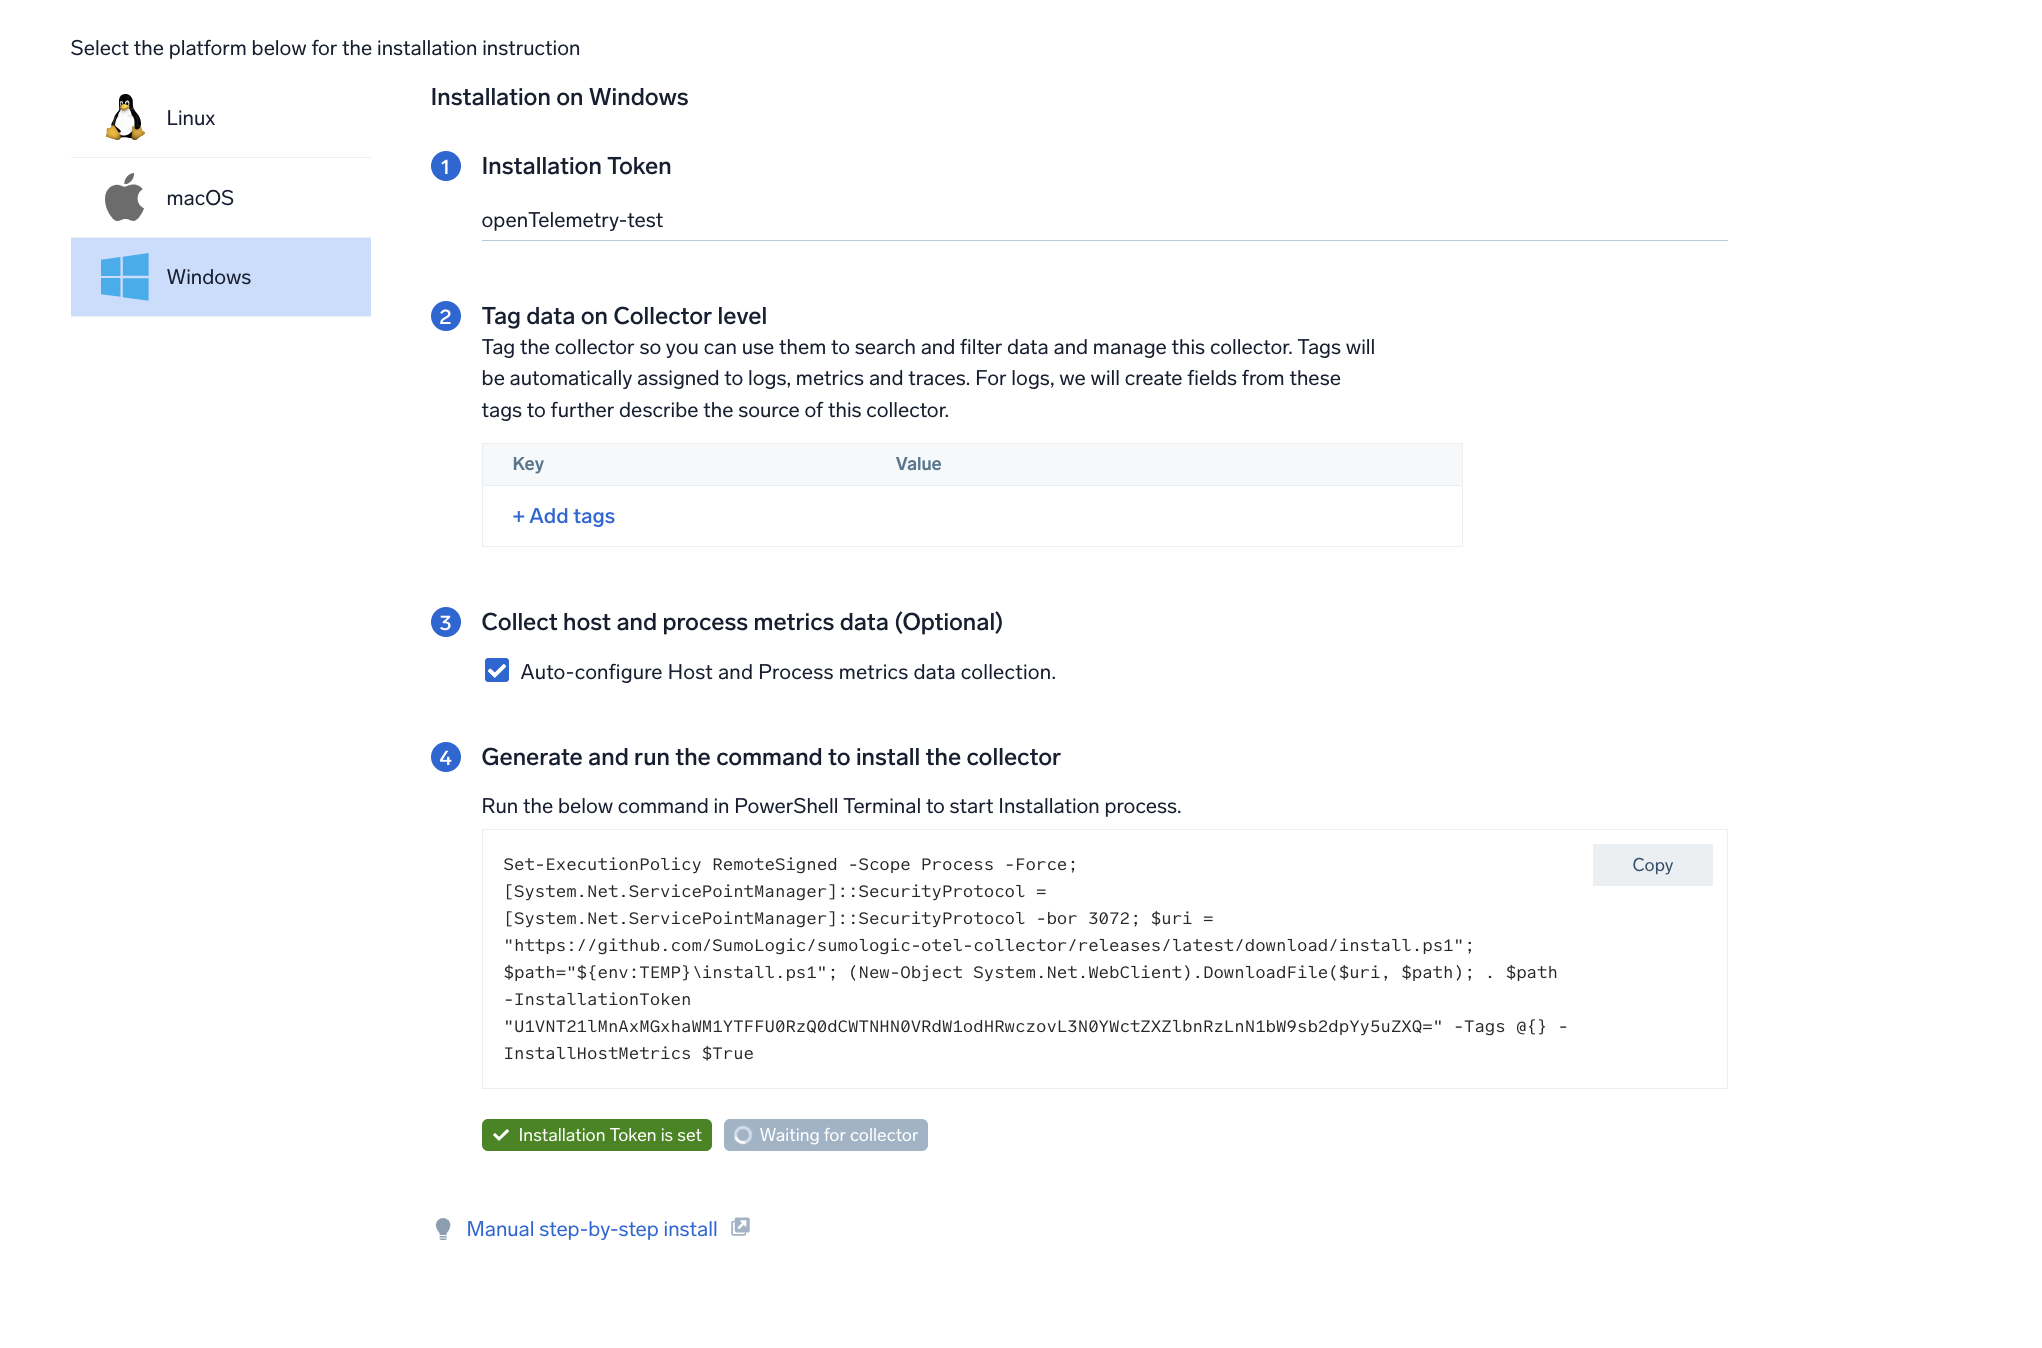 Select the platform below for the installation instruction
Linux
macOS
Windows
Installation on Windows
1 Installation Token
openTelemetry-test
2 Tag data on Collector level
Tag the collector so you can use them to search and filter data and manage this collector. Tags will
be automatically assigned to logs, metrics and traces. For logs, we will create fields from these
tags to further describe the source of this collector.
Key Value
+ Add tags
3 Collect host and process metrics data (Optional)
Auto-configure Host and Process metrics data collection.
4 Generate and run the command to install the collector
Run the below command in PowerShell Terminal to start Installation process.
Copy
Set-ExecutionPolicy RemoteSigned -Scope Process -Force;
[System.Net.ServicePointManager]::SecurityProtocol =
[System.Net.ServicePointManager]::SecurityProtocol -bor 3072; $uri =
"https://github.com/SumoLogic/sumologic-otel-collector/releases/latest/download/install.ps1";
$path="${env:TEMP}\install.ps1"; (New-Object System.Net.WebClient).DownloadFile($uri, $path); . $path
-InstallationToken
"U1VNT21lMnAxMGxhaWM1YTFFU0RzQ0dCWTNHN0VRdW1odHRwczovL3N0YWctZXZlbnRzLnN1bW9sb2dpYy5uZXQ=" -Tags @{} -
InstallHostMetrics $True
Installation Token is set
Waiting for collector
Manual step-by-step install